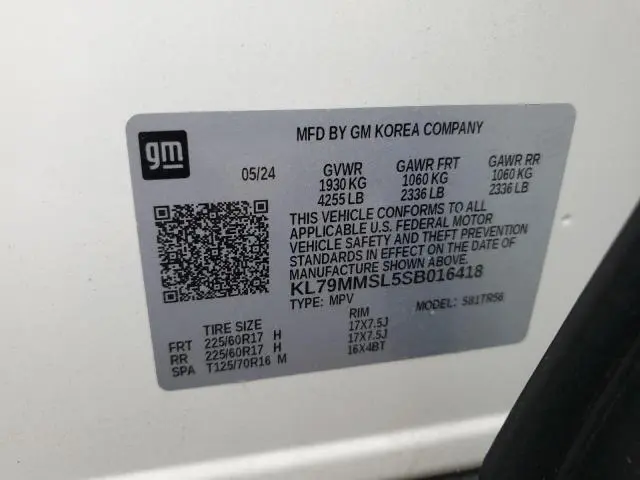 gm
MFD BY GM KOREA COMPANY
05/24
GVWR GAWR FRT GAWR RR
1930 KG 1060 KG 1060 KG
4255 LB 2336 LB 2336 LB
THIS VEHICLE CONFORMS TO ALL
APPLICABLE U.S. FEDERAL MOTOR
VEHICLE SAFETY AND THEFT PREVENTION
STANDARDS IN EFFECT ON THE DATE OF
MANUFACTURE SHOWN ABOVE.
KL79MMSL5SB016418
TYPE: MPV MODEL: 5B1TR56
TIRE SIZE RIM
FRT 225/60R17 H 17X7.5J
RR 225/60R17 H 17X7.5J
SPA T125/70R16 M 16X4BT